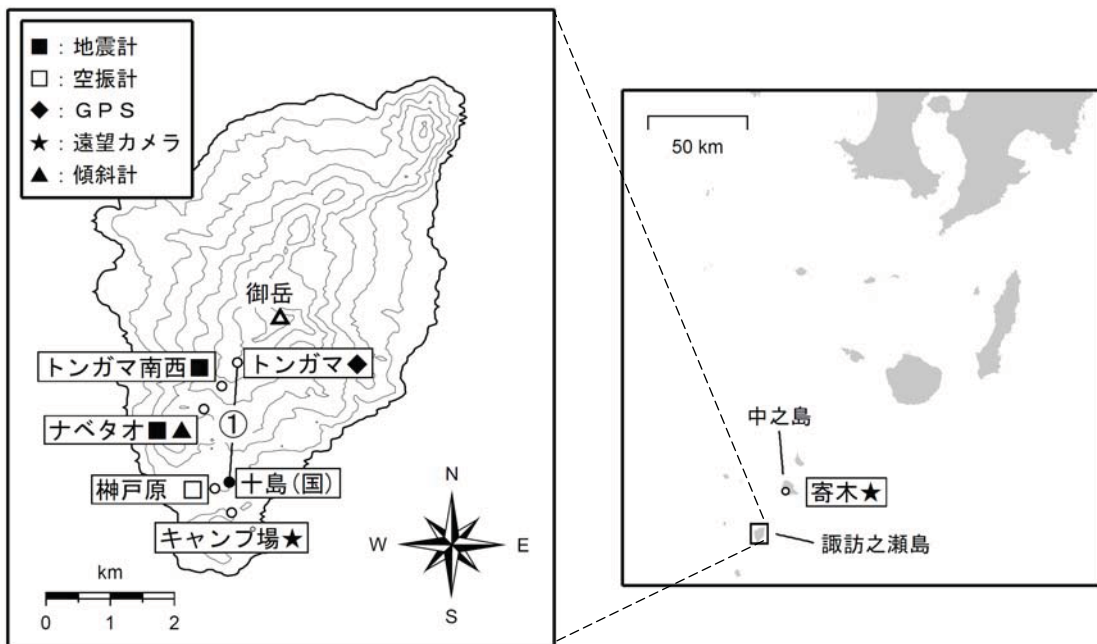 ■：地震計
□：空振計
◆：ＧＰＳ
★：遠望カメラ
▲：傾斜計
御岳
トンガマ南西■
トンガマ◆
ナベタオ■▲
①
榊戸原 □
十島(国)
キャンプ場★
km
0 1 2
N
W
E
S
50 km
中之島
寄木★
諏訪之瀬島